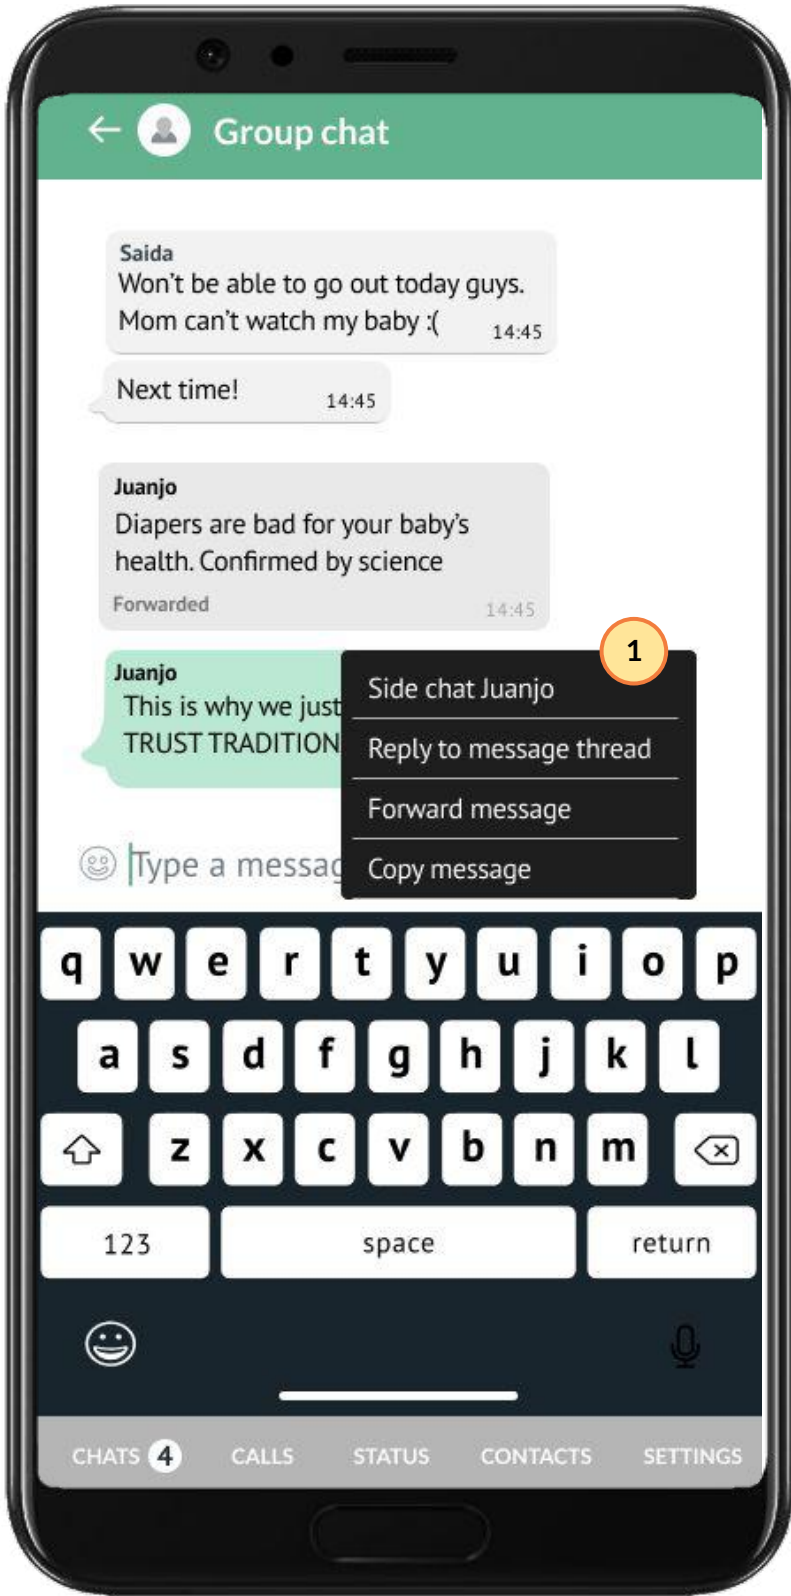 Group chat
Saida
Won't be able to go out today guys.
Mom can't watch my baby :(
14:45
Next time!
14:45
Juanjo
Diapers are bad for your baby's
health. Confirmed by science
Forwarded
14:45
1
Juanjo
This is why we just
TRUST TRADITION
Side chat Juanjo
Reply to message thread
Forward message
Copy message
Type a messag
q w e r t y u i o p
a s d f g h j k l
z x c v b n m
123 space return
CHATS 4 CALLS STATUS CONTACTS SETTINGS